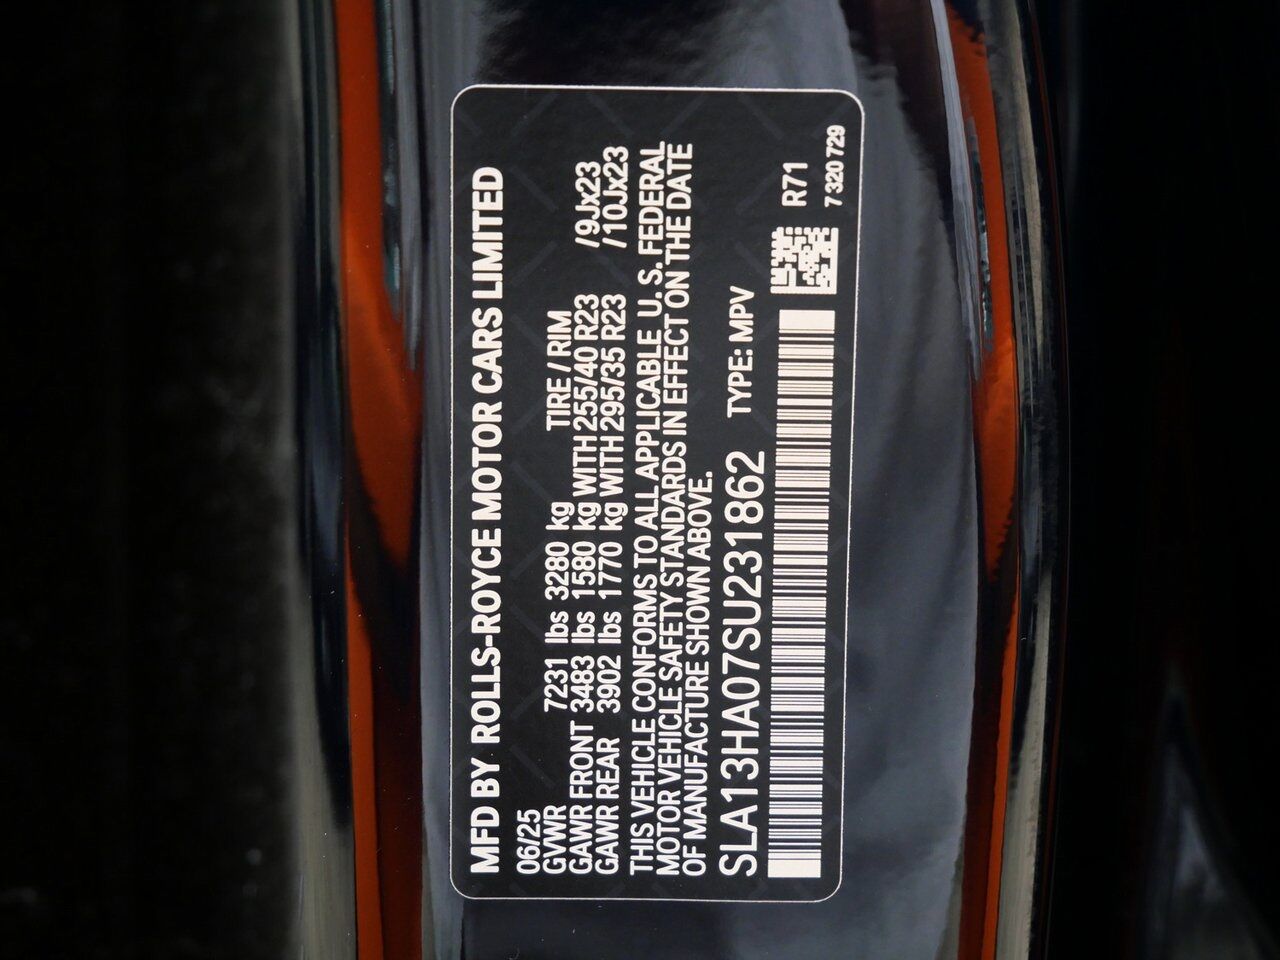 MFD BY ROLLS-ROYCE MOTOR CARS LIMITED
06/25
GVWR 7231 lbs 3280 kg TIRE / RIM
GAWR FRONT 3483 lbs 1580 kg WITH 255/40 R23 / 9Jx23
GAWR REAR 3902 lbs 1770 kg WITH 295/35 R23 / 10Jx23
THIS VEHICLE CONFORMS TO ALL APPLICABLE U. S. FEDERAL
MOTOR VEHICLE SAFETY STANDARDS IN EFFECT ON THE DATE
OF MANUFACTURE SHOWN ABOVE.
SLA13HA07SU231862 TYPE: MPV
R71
7 320 729